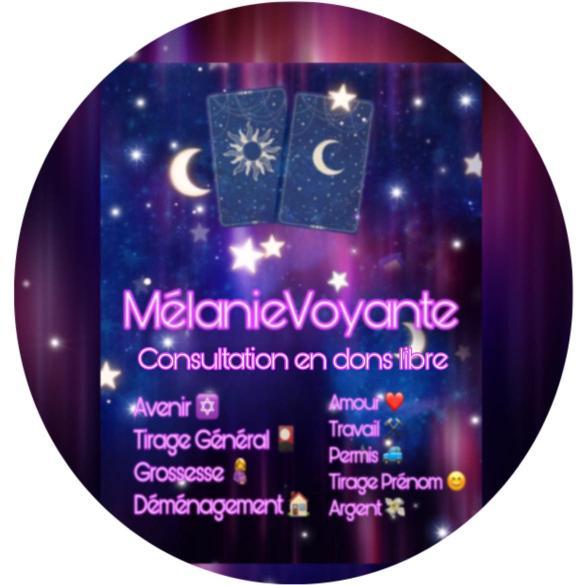 MélanieVoyante
Consultation en dons libre
Avenir 🔯
Tirage Général 🎴
Grossesse 🤰
Déménagement 🏠
Amour ❤️
Travail ⚒️
Permis 🚙
Tirage Prénom 😊
Argent 💸